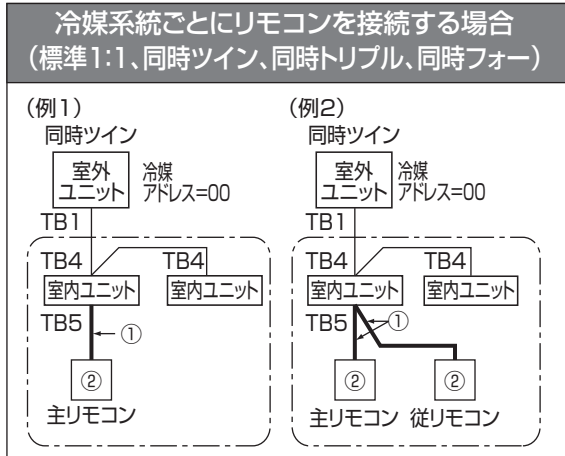 冷媒系統ごとにリモコンを接続する場合
（標準1：1、同時ツイン、同時トリプル、同時フォー）
（例1）
同時ツイン
室外
ユニット
冷媒
アドレス=00
TB1
TB4
TB4
室内ユニット
室内ユニット
TB5
①
②
主リモコン
（例2）
同時ツイン
室外
ユニット
冷媒
アドレス=00
TB1
TB4
TB4
室内ユニット
室内ユニット
TB5
①
②
②
主リモコン
従リモコン